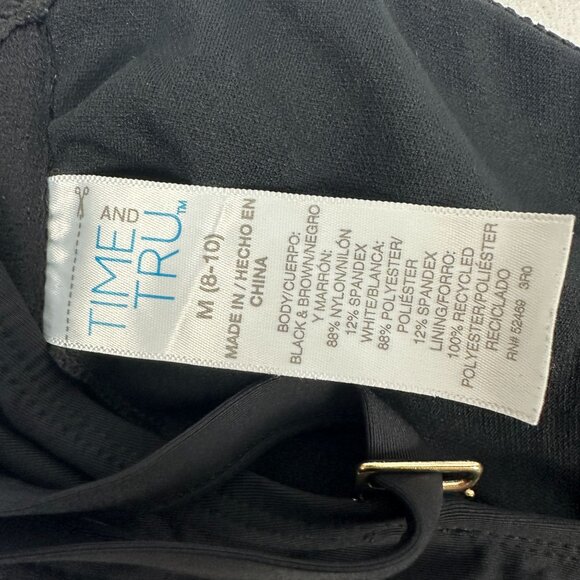 TIME AND
TRU™
M (8-10)
MADE IN / HECHO EN
CHINA
BODY/CUERPO:
BLACK & BROWN/NEGRO
Y MARRÓN:
88% NYLON/NILÓN
12% SPANDEX
WHITE/BLANCA:
88% POLYESTER/
POLIÉSTER
12% SPANDEX
LINING/FORRO:
100% RECYCLED
POLYESTER/POLIÉSTER
RECICLADO
RN# 52469 3R0